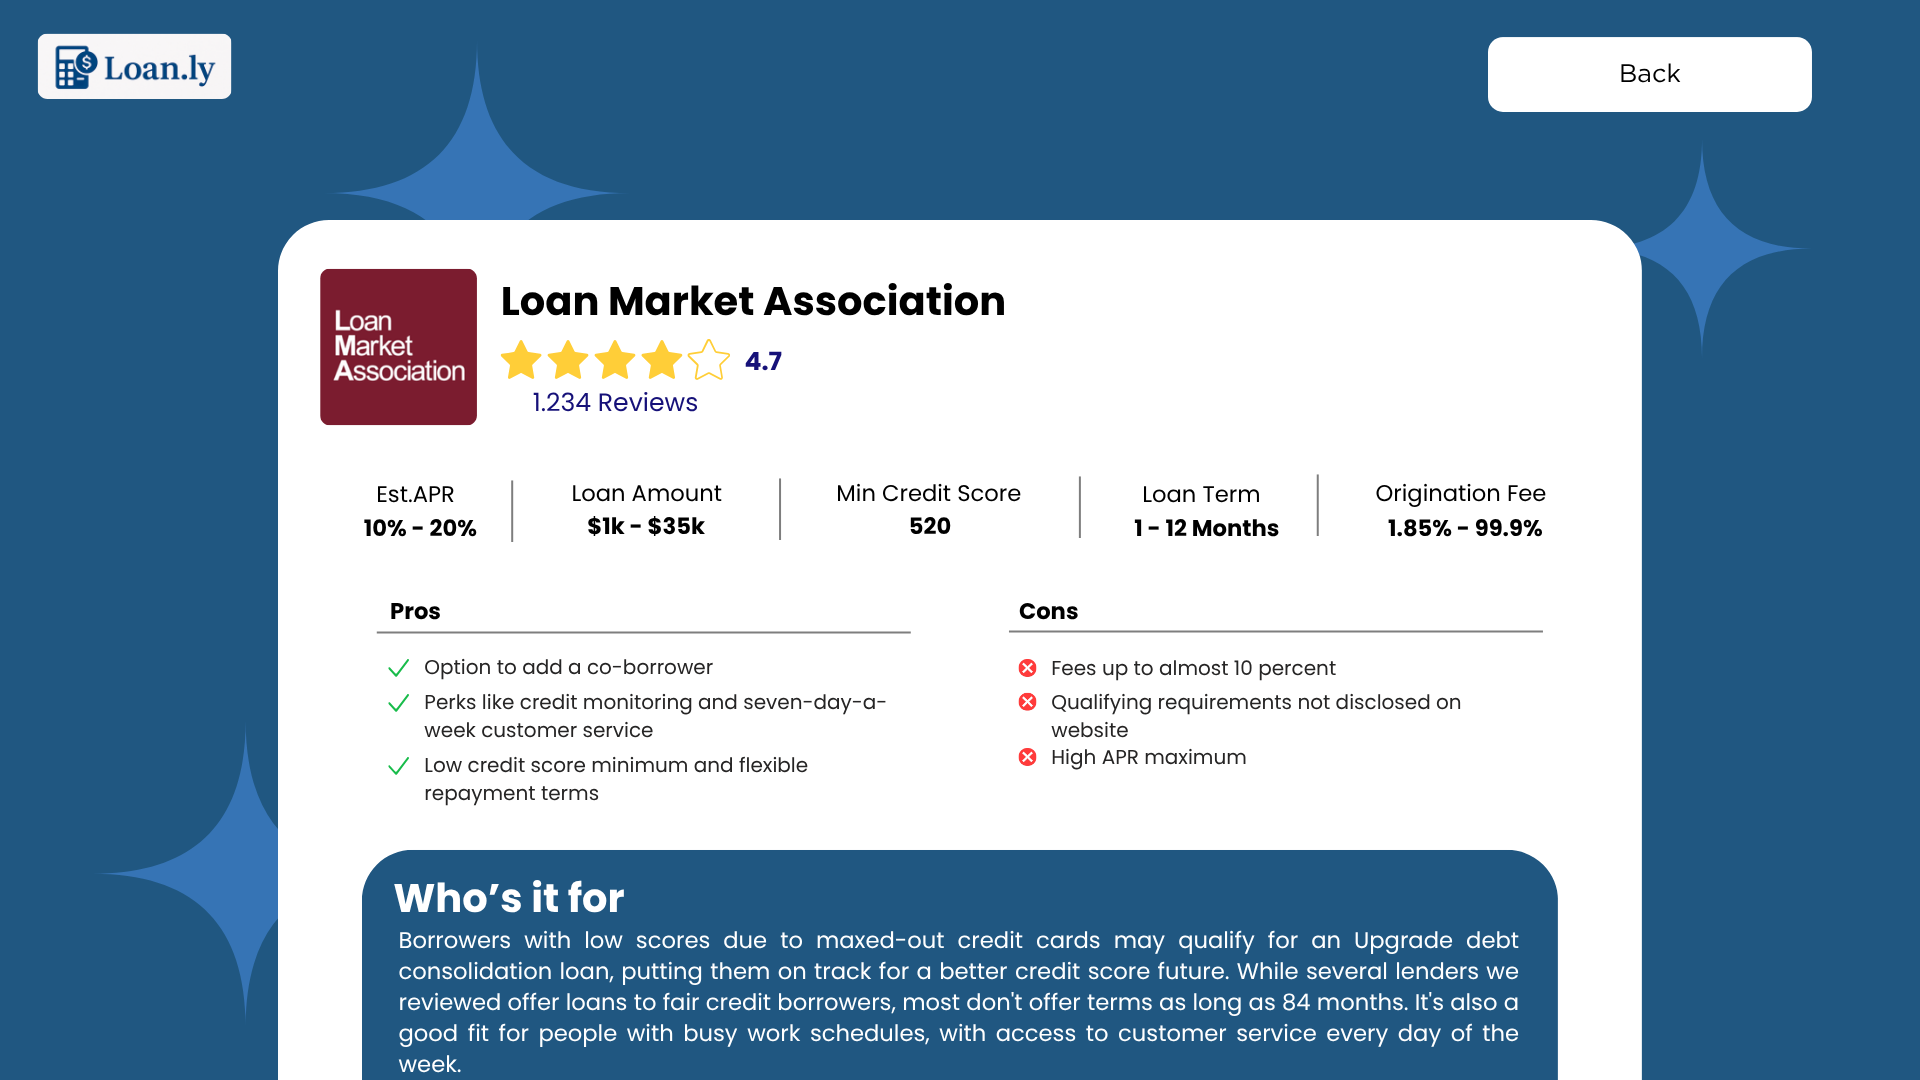 Loan.ly
Back
Loan
Market
Association
Loan Market Association
4.7
1.234 Reviews
Est.APR
10% - 20%
Loan Amount
$1k - $35k
Min Credit Score
520
Loan Term
1 - 12 Months
Origination Fee
1.85% - 99.9%
Pros
Option to add a co-borrower
Perks like credit monitoring and seven-day-a-
week customer service
Low credit score minimum and flexible
repayment terms
Cons
Fees up to almost 10 percent
Qualifying requirements not disclosed on
website
High APR maximum
Who's it for
Borrowers with low scores due to maxed-out credit cards may qualify for an Upgrade debt
consolidation loan, putting them on track for a better credit score future. While several lenders we
reviewed offer loans to fair credit borrowers, most don't offer terms as long as 84 months. It's also a
good fit for people with busy work schedules, with access to customer service every day of the
week.